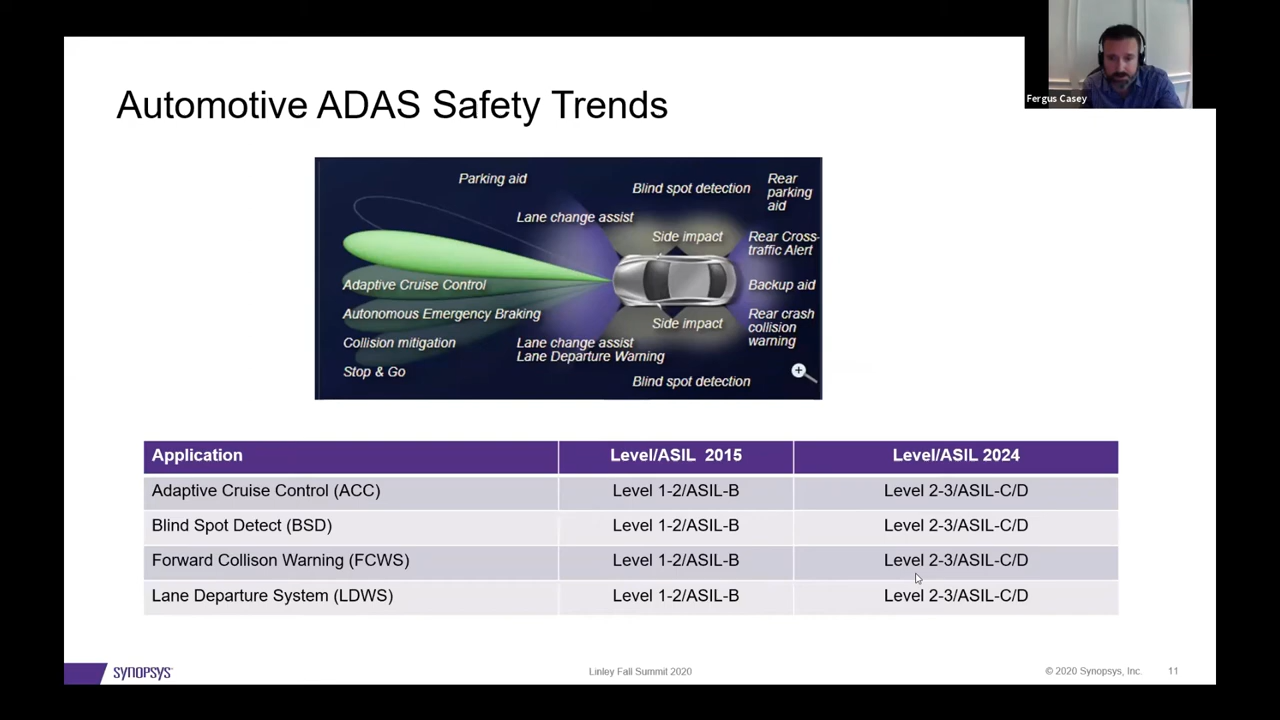 Fergus Casey
Automotive ADAS Safety Trends
Parking aid
Blind spot detection
Rear
parking
aid
Lane change assist
Side impact
Rear Cross-
traffic Alert
Adaptive Cruise Control
Backup aid
Autonomous Emergency Braking
Side impact
Rear crash
collision
warning
Collision mitigation
Lane change assist
Lane Departure Warning
Stop & Go
Blind spot detection
Application Level/ASIL 2015 Level/ASIL 2024
Adaptive Cruise Control (ACC) Level 1-2/ASIL-B Level 2-3/ASIL-C/D
Blind Spot Detect (BSD) Level 1-2/ASIL-B Level 2-3/ASIL-C/D
Forward Collison Warning (FCWS) Level 1-2/ASIL-B Level 2-3/ASIL-C/D
Lane Departure System (LDWS) Level 1-2/ASIL-B Level 2-3/ASIL-C/D
SYNOPSYS Linley Fall Summit 2020 © 2020 Synopsys, Inc. 11